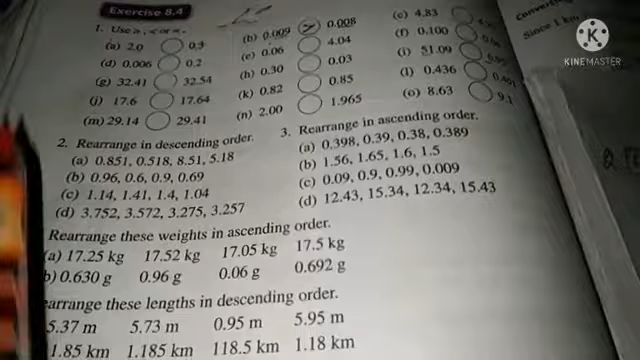 Exercise 8.4
1. Use >, < or =.
(a) 2.0 0.3 (b) 0.009 > 0.008 (c) 4.83
(d) 0.006 0.2 (e) 0.06 4.04 (f) 0.100
(g) 32.41 32.54 (h) 0.30 0.03 (i) 51.09
(j) 17.6 17.64 (k) 0.82 0.85 (l) 0.436
(m) 29.14 29.41 (n) 2.00 1.965 (o) 8.63 9.1
2. Rearrange in descending order.
(a) 0.851, 0.518, 8.51, 5.18
(b) 0.96, 0.6, 0.9, 0.69
(c) 1.14, 1.41, 1.4, 1.04
(d) 3.752, 3.572, 3.275, 3.257
3. Rearrange in ascending order.
(a) 0.398, 0.39, 0.38, 0.389
(b) 1.56, 1.65, 1.6, 1.5
(c) 0.09, 0.9, 0.99, 0.009
(d) 12.43, 15.34, 12.34, 15.43
Rearrange these weights in ascending order.
(a) 17.25 kg 17.52 kg 17.05 kg 17.5 kg
b) 0.630 g 0.96 g 0.06 g 0.692 g
earrange these lengths in descending order.
5.37 m 5.73 m 0.95 m 5.95 m
1.85 km 1.185 km 118.5 km 1.18 km
Since 1 km
K
KINEMASTER